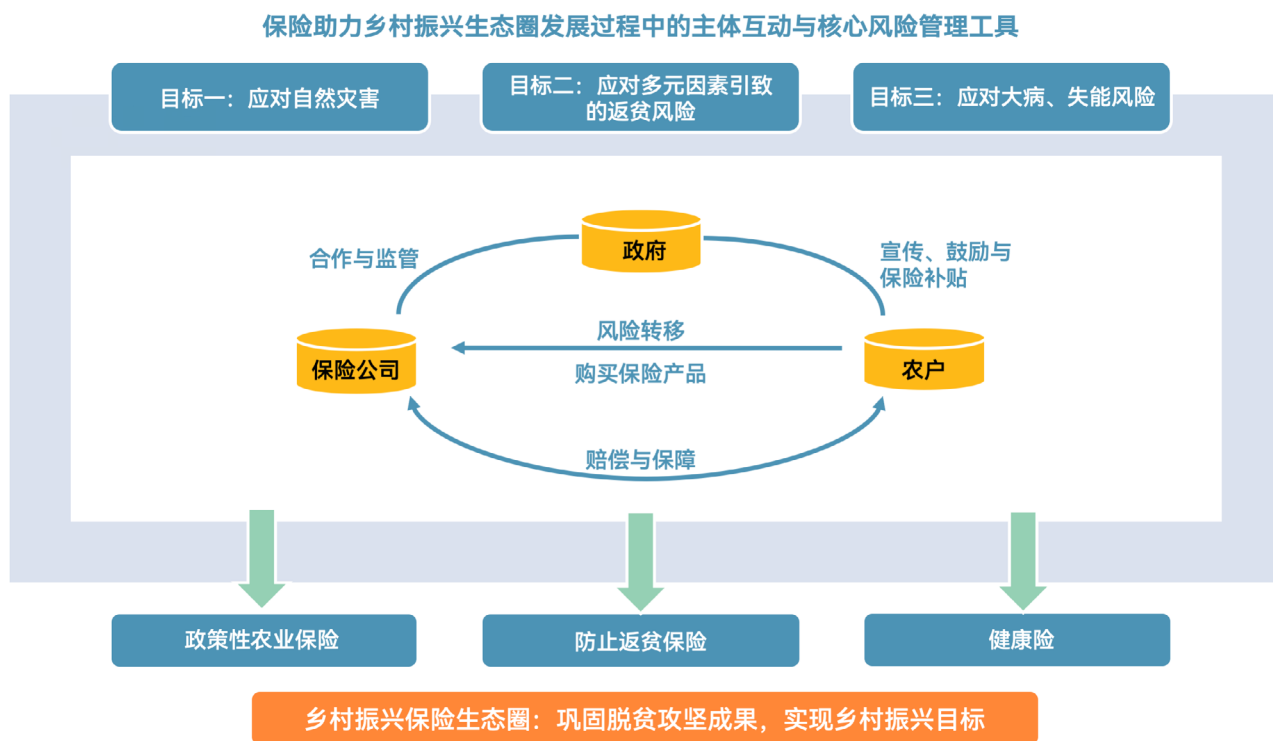 保险助力乡村振兴生态圈发展过程中的主体互动与核心风险管理工具
目标一：应对自然灾害
目标二：应对多元因素引致
的返贫风险
目标三：应对大病、失能风险
政府
合作与监管
宣传、鼓励与
保险补贴
风险转移
保险公司
购买保险产品
农户
赔偿与保障
政策性农业保险
防止返贫保险
健康险
乡村振兴保险生态圈：巩固脱贫攻坚成果，实现乡村振兴目标